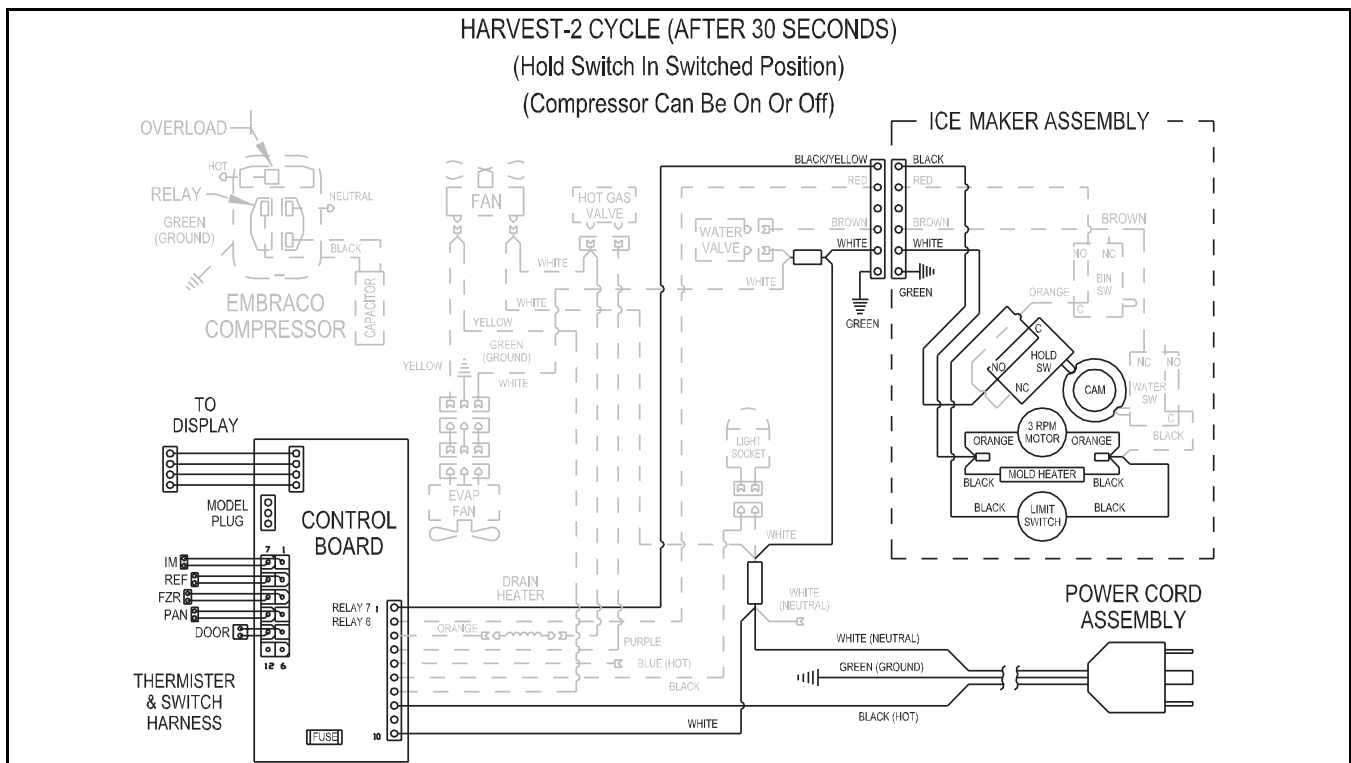 HARVEST-2 CYCLE (AFTER 30 SECONDS)
(Hold Switch In Switched Position)
(Compressor Can Be On Or Off)
OVERLOAD
HOT
RELAY
NEUTRAL
GREEN
(GROUND)
BLACK
EMBRACO
COMPRESSOR
CAPACITOR
FAN
HOT GAS
VALVE
WHITE
WHITE
YELLOW
GREEN
(GROUND)
YELLOW
WHITE
EVAP
FAN
WATER
VALVE
WHITE
BLACK/YELLOW
RED
BROWN
WHITE
GREEN
ICE MAKER ASSEMBLY
BLACK
RED
BROWN
WHITE
GREEN
BROWN
NO
NC
BIN
SW
C
ORANGE
C
HOLD
SW
NO
NC
CAM
NC
NO
WATER
SW
C
BLACK
3 RPM
MOTOR
ORANGE
ORANGE
MOLD HEATER
BLACK
BLACK
BLACK
LIMIT
SWITCH
BLACK
LIGHT
SOCKET
WHITE
TO
DISPLAY
MODEL
PLUG
CONTROL
BOARD
7 1
IM
REF
FZR
PAN
DOOR
12 6
THERMISTER
& SWITCH
HARNESS
FUSE
RELAY 7 1
RELAY 6
10
DRAIN
HEATER
ORANGE
PURPLE
BLUE (HOT)
BLACK
WHITE
WHITE
(NEUTRAL)
WHITE (NEUTRAL)
GREEN (GROUND)
BLACK (HOT)
POWER CORD
ASSEMBLY